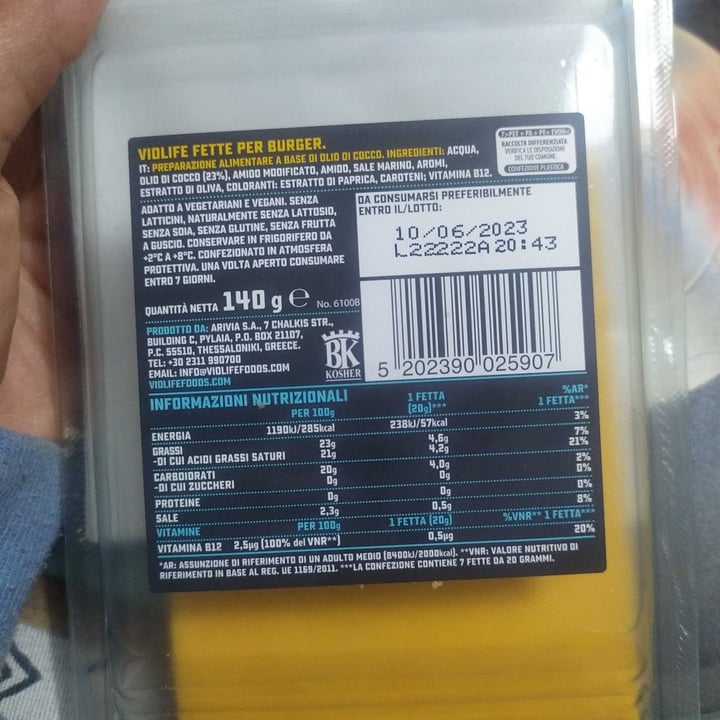 VIOLIFE FETTE PER BURGER.
IT: PREPARAZIONE ALIMENTARE A BASE DI OLIO DI COCCO. INGREDIENTI: ACQUA,
OLIO DI COCCO (23%), AMIDO MODIFICATO, AMIDO, SALE MARINO, AROMI,
ESTRATTO DI OLIVA, COLORANTI: ESTRATTO DI PAPRICA, CAROTENI; VITAMINA B12.
7>PET + PA + PE+ EVOH<
RACCOLTA DIFFERENZIATA
VERIFICA LE DISPOSIZIONI
DEL TUO COMUNE.
CONFEZIONE PLASTICA
ADATTO A VEGETARIANI E VEGANI. SENZA
LATTICINI, NATURALMENTE SENZA LATTOSIO,
SENZA SOIA, SENZA GLUTINE, SENZA FRUTTA
A GUSCIO. CONSERVARE IN FRIGORIFERO DA
+2°C A +8°C. CONFEZIONATO IN ATMOSFERA
PROTETTIVA. UNA VOLTA APERTO CONSUMARE
ENTRO 7 GIORNI.
DA CONSUMARSI PREFERIBILMENTE
ENTRO IL/LOTTO:
10/06/2023
L22222A 20:43
QUANTITÀ NETTA 140 g e No. 6100B
PRODOTTO DA: ARIVIA S.A., 7 CHALKIS STR.,
BUILDING C, PYLAIA, P.O. BOX 21107,
P.C. 55510, THESSALONIKI, GREECE.
TEL: +30 2311 990700
EMAIL: INFO@VIOLIFEFOODS.COM
VIOLIFEFOODS.COM
BK
KOSHER
5 202390 025907
INFORMAZIONI NUTRIZIONALI
PER 100g 1 FETTA (20g)*** %AR* 1 FETTA***
ENERGIA 1190kJ/285kcal 238kJ/57kcal 3%
GRASSI 23g 4,6g 7%
-DI CUI ACIDI GRASSI SATURI 21g 4,2g 21%
CARBOIDRATI 20g 4,0g 2%
-DI CUI ZUCCHERI 0g 0g 0%
PROTEINE 0g 0g 0%
SALE 2,3g 0,5g 8%
VITAMINE PER 100g 1 FETTA (20g) %VNR** 1 FETTA***
VITAMINA B12 2,5µg (100% del VNR**) 0,5µg 20%
*AR: ASSUNZIONE DI RIFERIMENTO DI UN ADULTO MEDIO (8400kJ/2000kcal). **VNR: VALORE NUTRITIVO DI
RIFERIMENTO IN BASE AL REG. UE 1169/2011. ***LA CONFEZIONE CONTIENE 7 FETTE DA 20 GRAMMI.